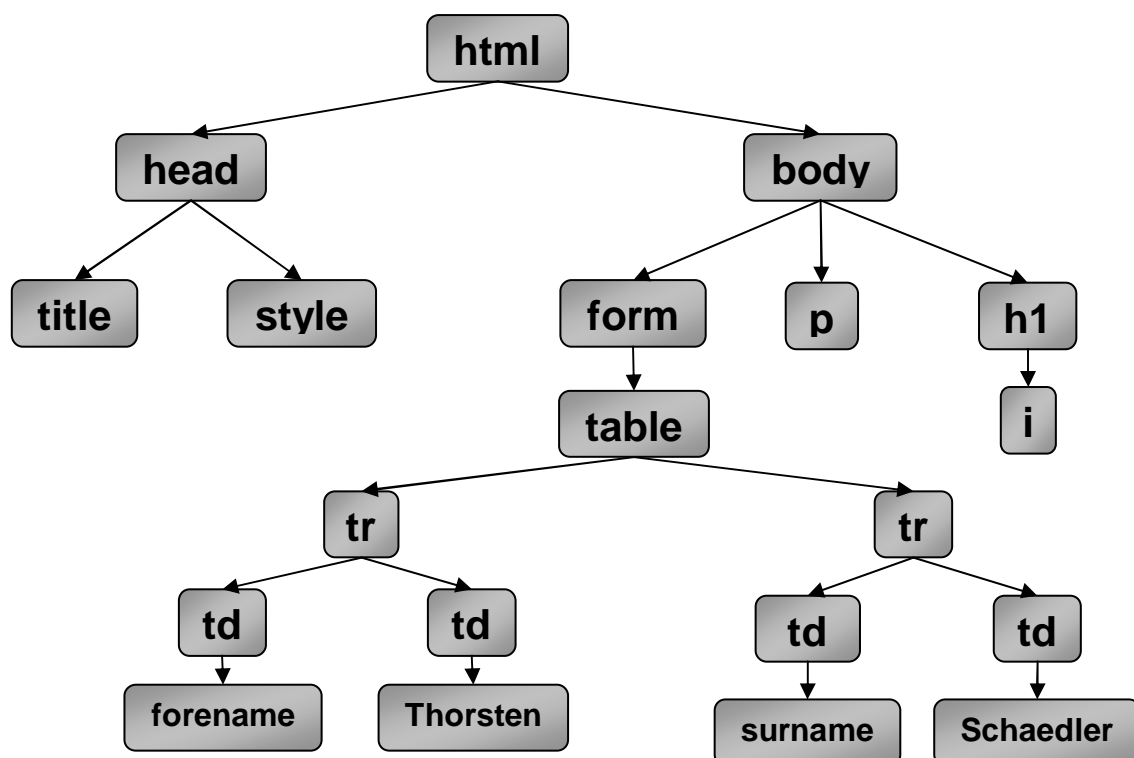 html
head
body
title
style
form
p
h1
table
i
tr
tr
td
td
td
td
forename
Thorsten
surname
Schaedler